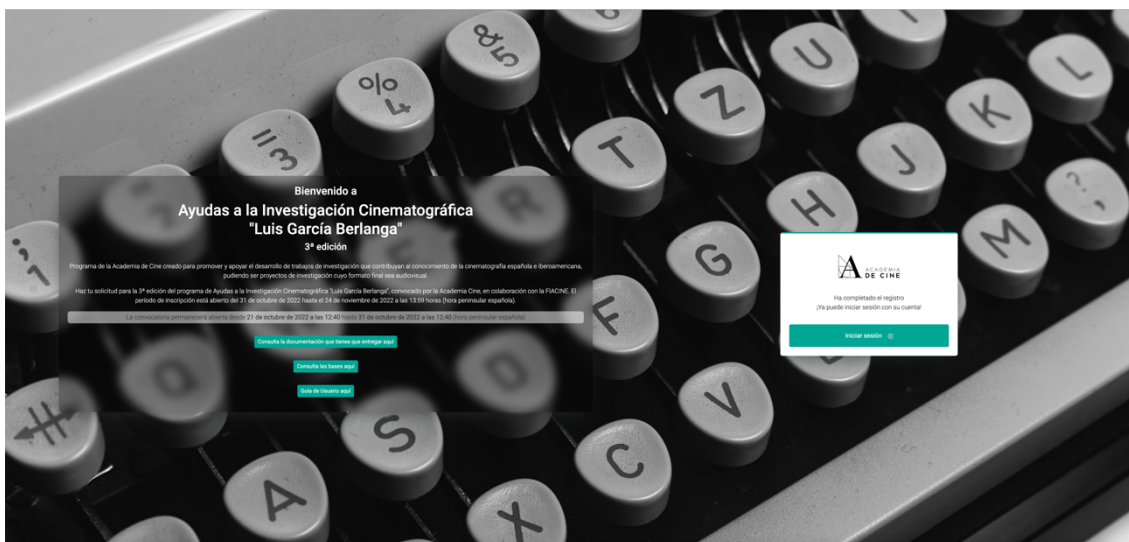 Bienvenido a
Ayudas a la Investigación Cinematográfica
"Luis García Berlanga"
3ª edición
Programa de la Academia de Cine creado para promover y apoyar el desarrollo de trabajos de investigación que contribuyan al conocimiento de la cinematografía española e iberoamericana,
pudiendo ser proyectos de investigación cuyo formato final sea audiovisual.
Haz tu solicitud para la 3ª edición del programa de Ayudas a la Investigación Cinematográfica "Luis García Berlanga", convocado por la Academia Cine, en colaboración con la FIACINE. El
período de inscripción está abierto del 31 de octubre de 2022 hasta el 24 de noviembre de 2022 a las 13:59 horas (hora peninsular española).
La convocatoria permanecerá abierta desde 21 de octubre de 2022 a las 12:40 hasta 31 de octubre de 2022 a las 12:40 (hora peninsular española)
Consulta la documentación que tienes que entregar aquí
Consulta las bases aquí
Guía de Usuario aquí
ACADEMIA
DE CINE
Ha completado el registro
¡Ya puede iniciar sesión con su cuenta!
Iniciar sesión
& 5
% 4
= 3
" 2
; 1
U
I
L
Z
K
T
J
? ,
R
H
M
G
F
Q
D
V
S
C
A
X